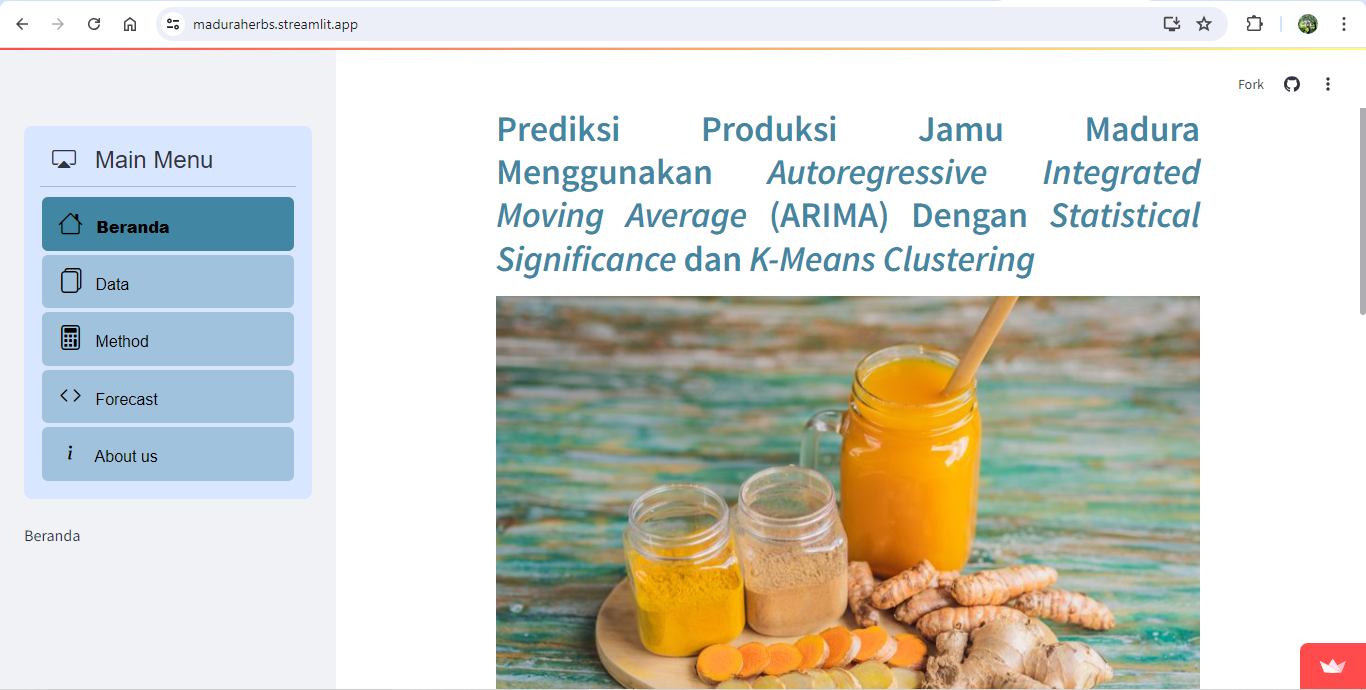 maduraherbs.streamlit.app
Fork
Main Menu
Beranda
Data
Method
Forecast
About us
Beranda
Prediksi Produksi Jamu Madura
Menggunakan Autoregressive Integrated
Moving Average (ARIMA) Dengan Statistical
Significance dan K-Means Clustering